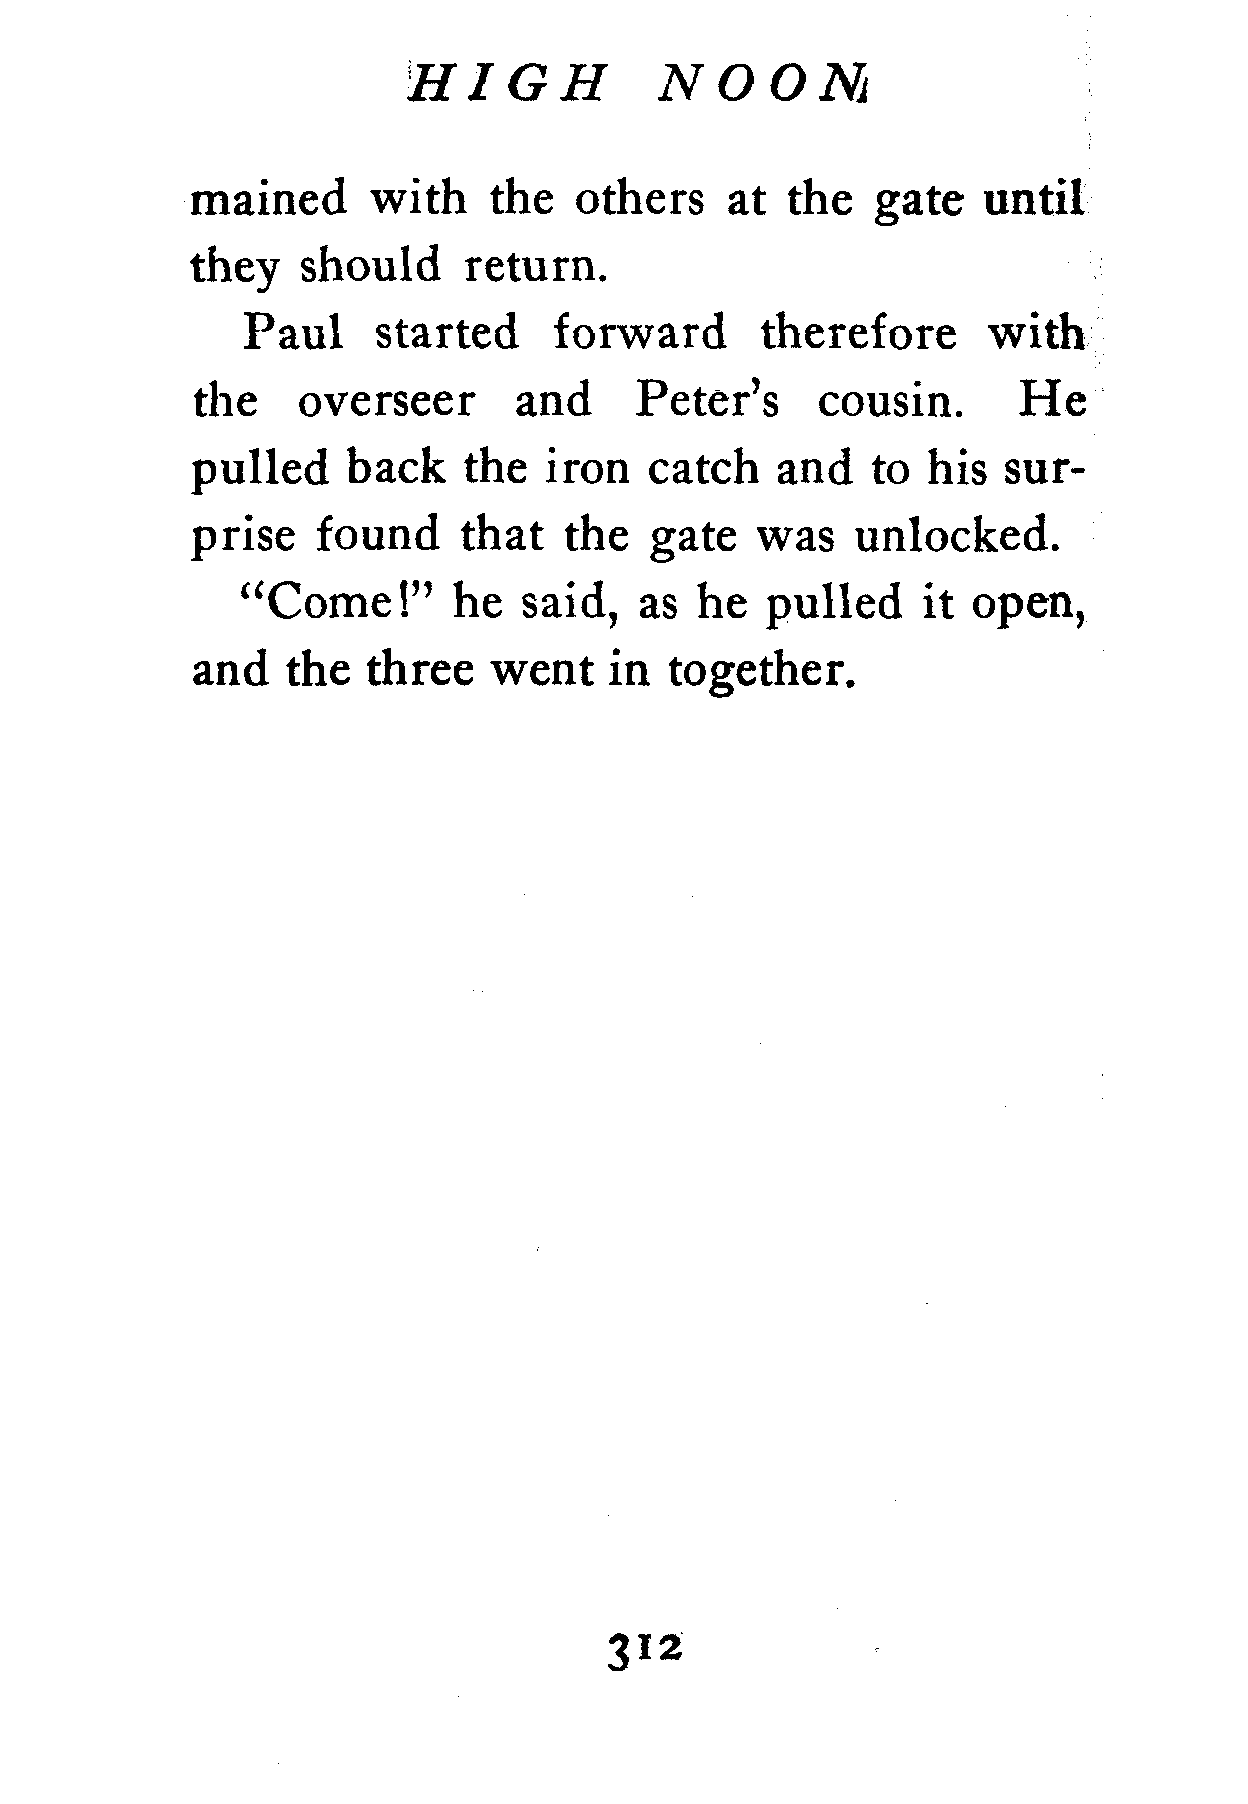 HIGH NOON
mained with the others at the gate until
they should return.
Paul started forward therefore with
the overseer and Peter's cousin. He
pulled back the iron catch and to his sur-
prise found that the gate was unlocked.
"Come!" he said, as he pulled it open,
and the three went in together.
312